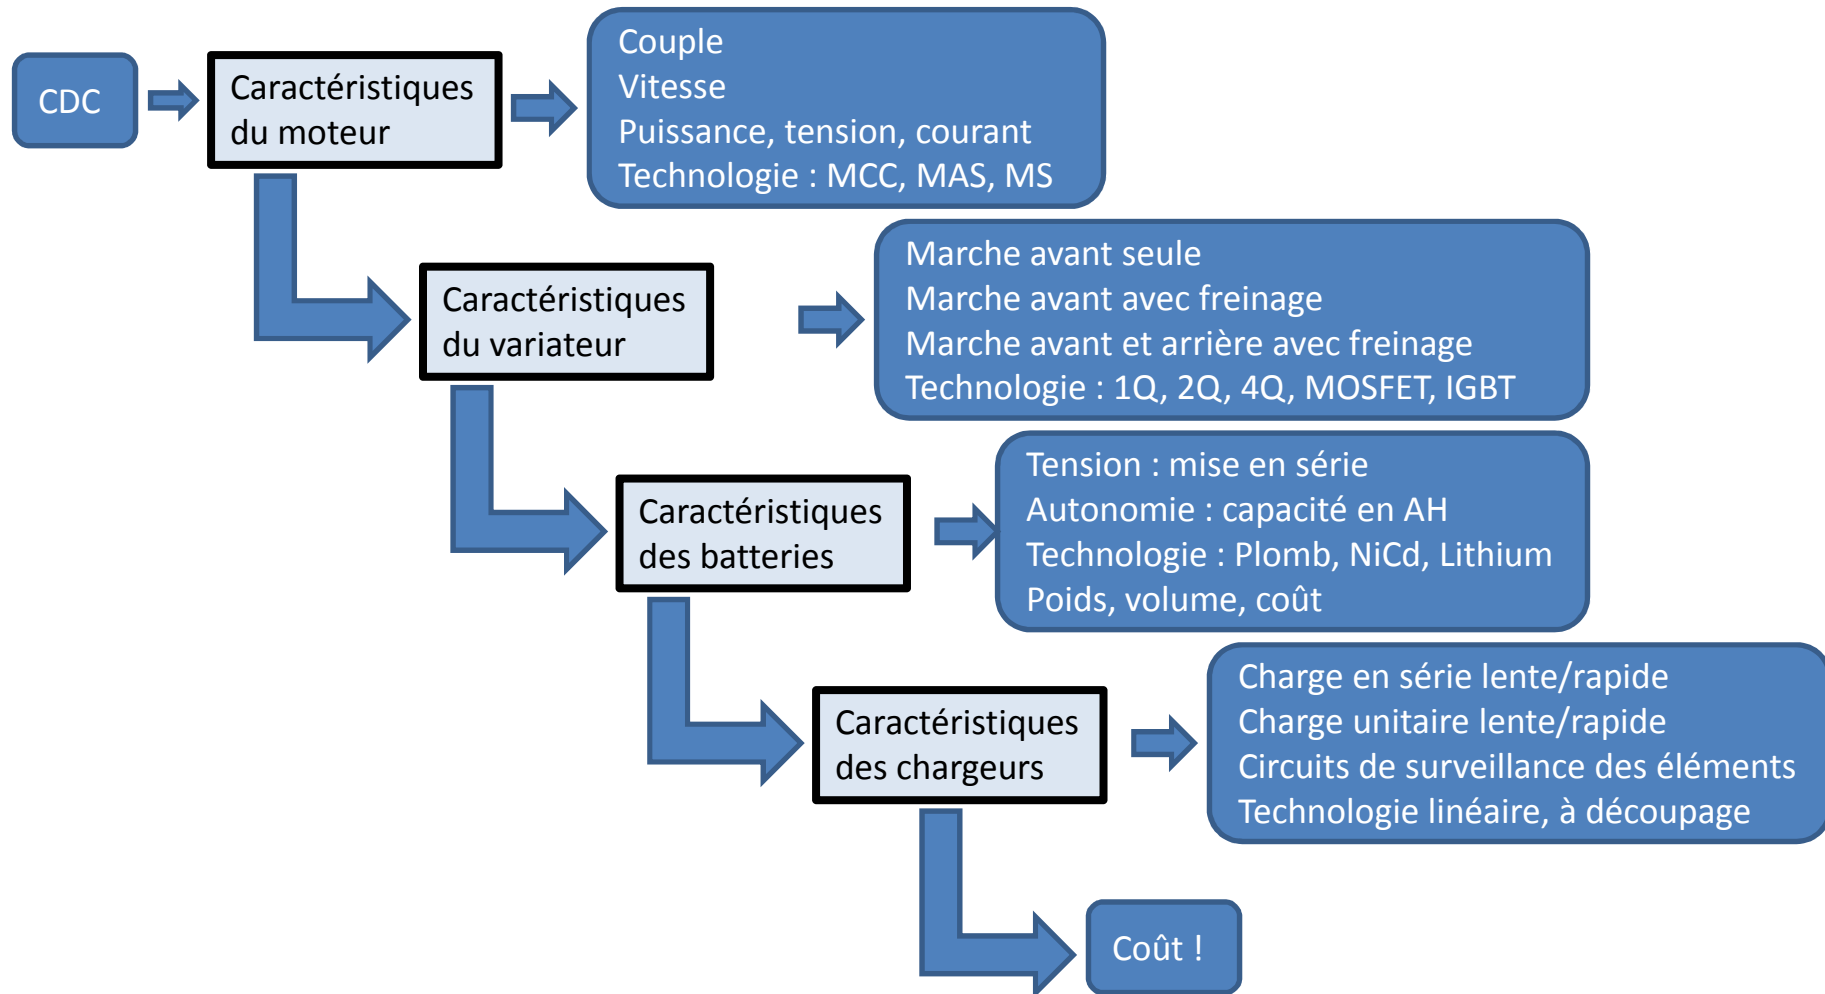 CDC
Caractéristiques
du moteur
Couple
Vitesse
Puissance, tension, courant
Technologie : MCC, MAS, MS
Caractéristiques
du variateur
Marche avant seule
Marche avant avec freinage
Marche avant et arrière avec freinage
Technologie : 1Q, 2Q, 4Q, MOSFET, IGBT
Caractéristiques
des batteries
Tension : mise en série
Autonomie : capacité en AH
Technologie : Plomb, NiCd, Lithium
Poids, volume, coût
Caractéristiques
des chargeurs
Charge en série lente/rapide
Charge unitaire lente/rapide
Circuits de surveillance des éléments
Technologie linéaire, à découpage
Coût !